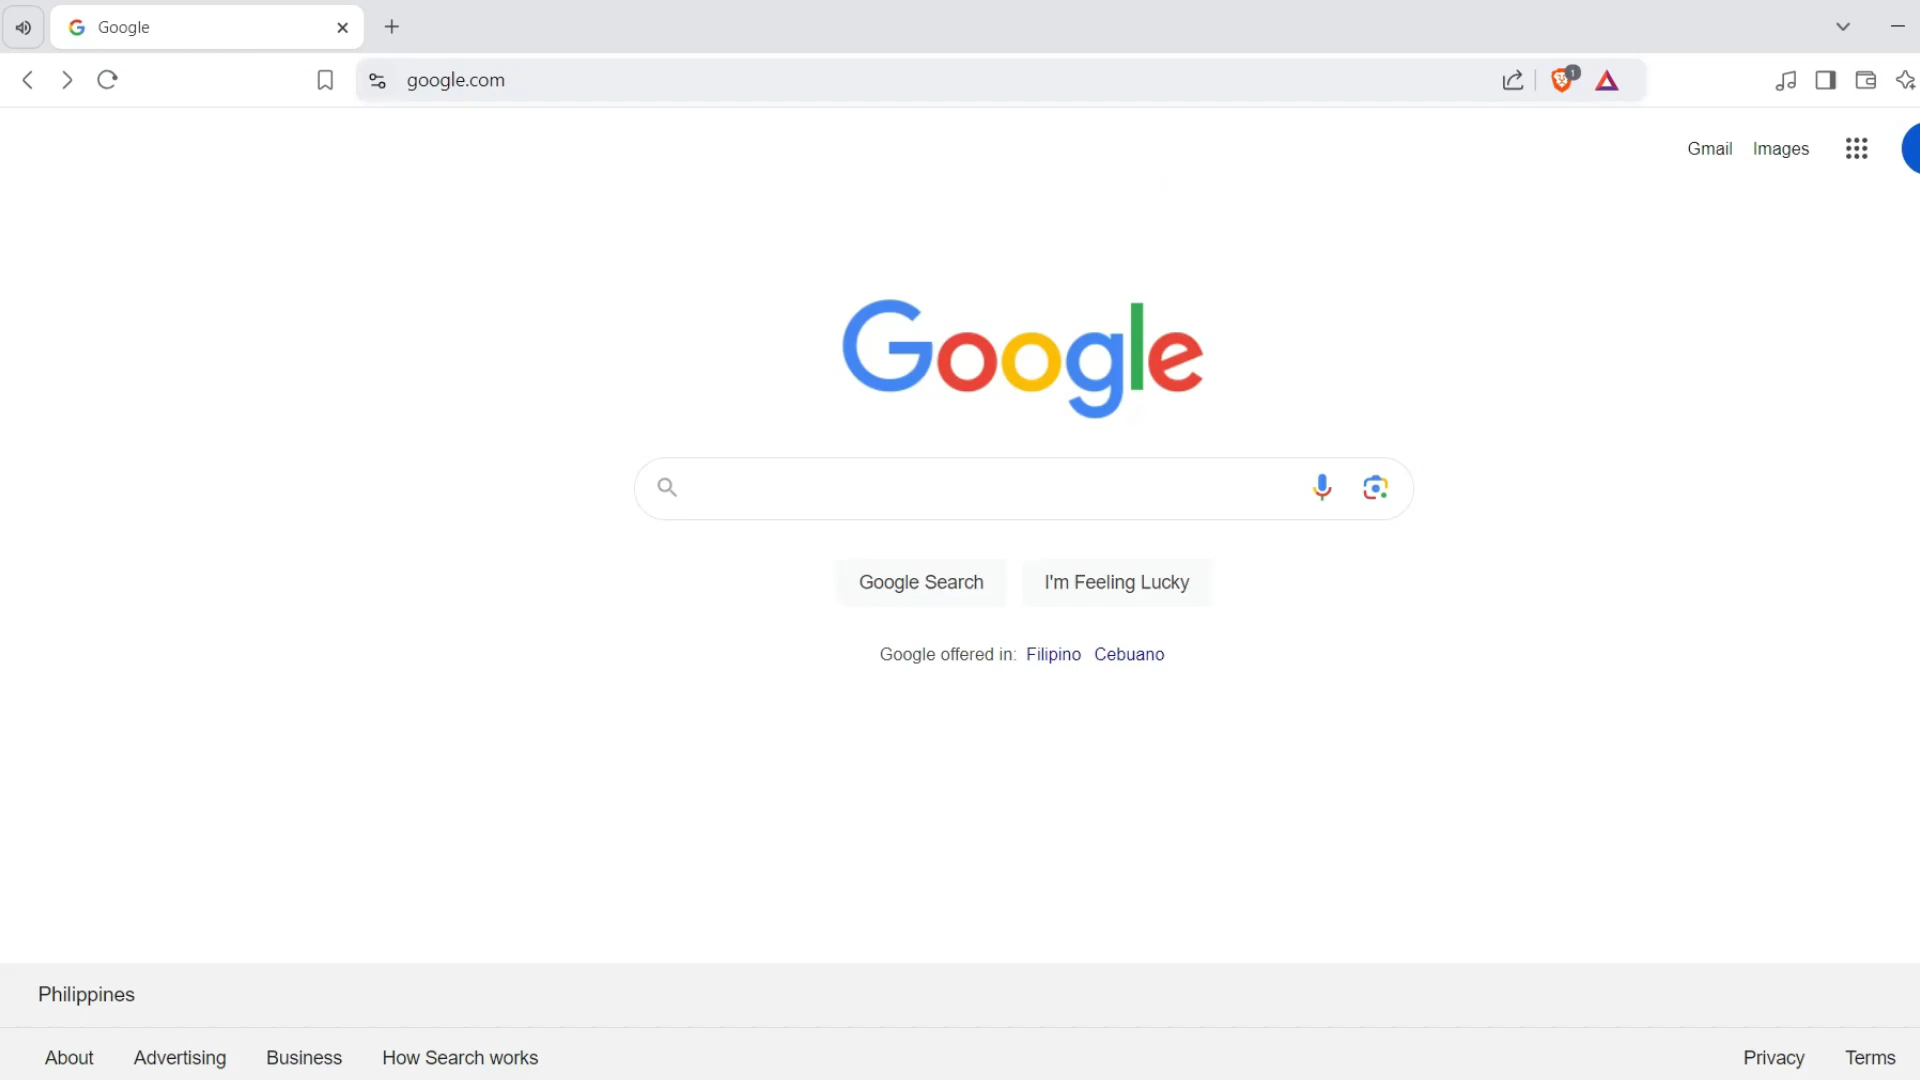 Google
google.com
1
Gmail Images
Google
Google Search I'm Feeling Lucky
Google offered in: Filipino Cebuano
Philippines
About Advertising Business How Search works Privacy Terms